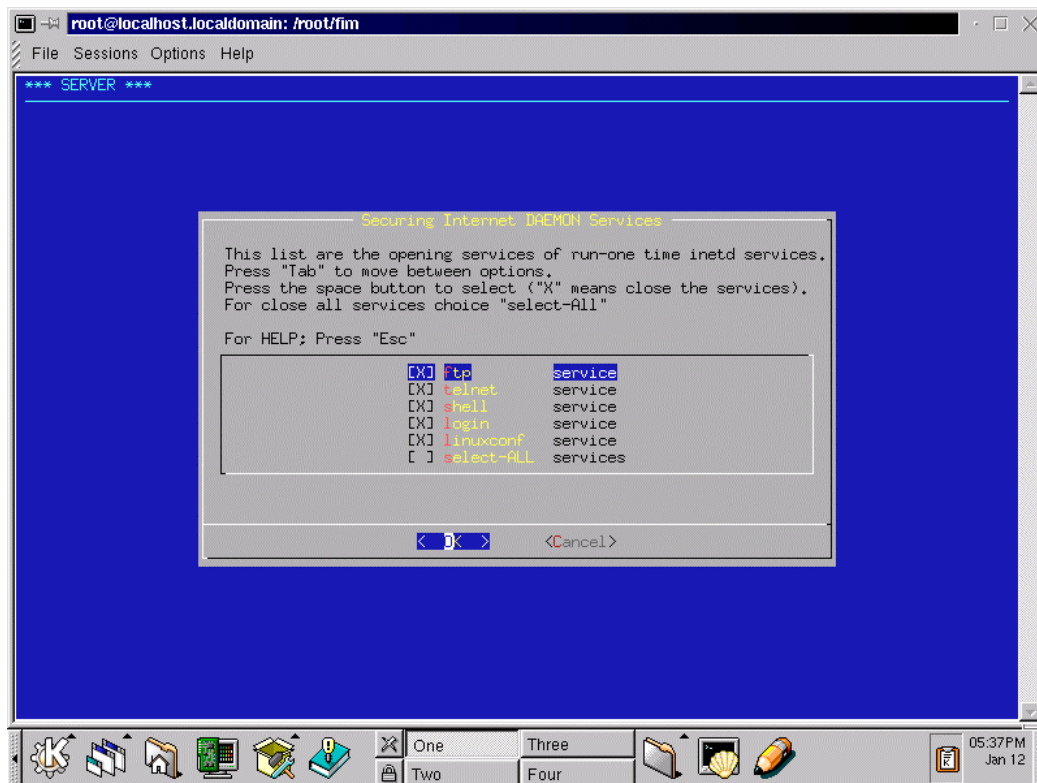 root@localhost.localdomain: /root/fim
File Sessions Options Help
*** SERVER ***
Securing Internet DAEMON Services
This list are the opening services of run-one time inetd services.
Press "Tab" to move between options.
Press the space button to select ("X" means close the services).
For close all services choice "select-All"
For HELP; Press "Esc"
[X] ftp service
[X] telnet service
[X] shell service
[X] login service
[X] linuxconf service
[ ] select-ALL services
< OK > <Cancel>
One Three
Two Four
05:37PM
Jan 12